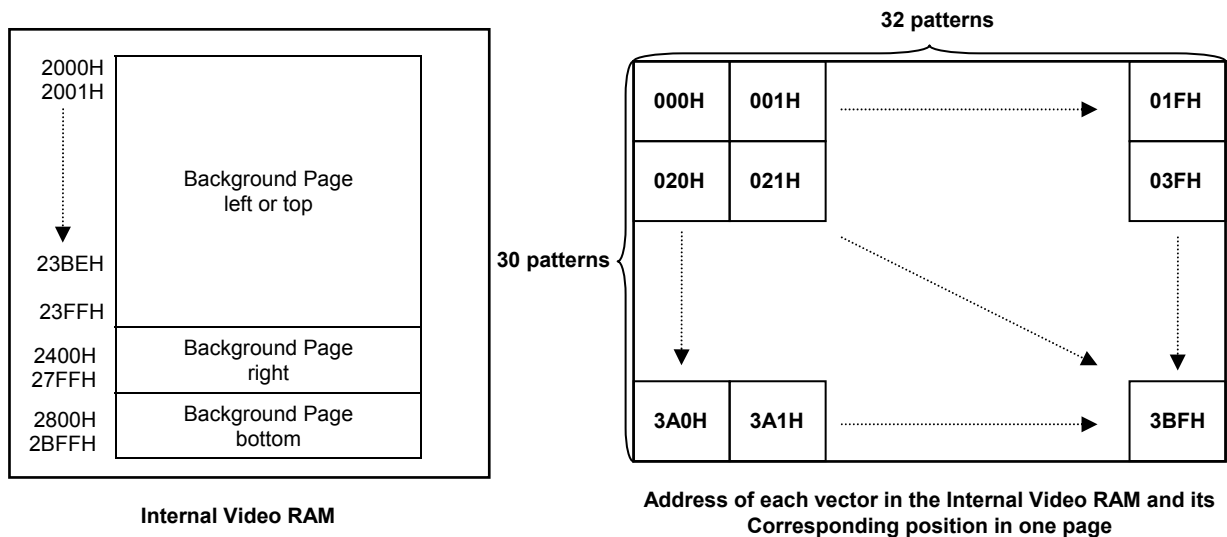 2000H
2001H
23BEH
23FFH
2400H
27FFH
2800H
2BFFH
Background Page
left or top
Background Page
right
Background Page
bottom
Internal Video RAM
32 patterns
30 patterns
000H 001H 01FH
020H 021H 03FH
3A0H 3A1H 3BFH
Address of each vector in the Internal Video RAM and its
Corresponding position in one page